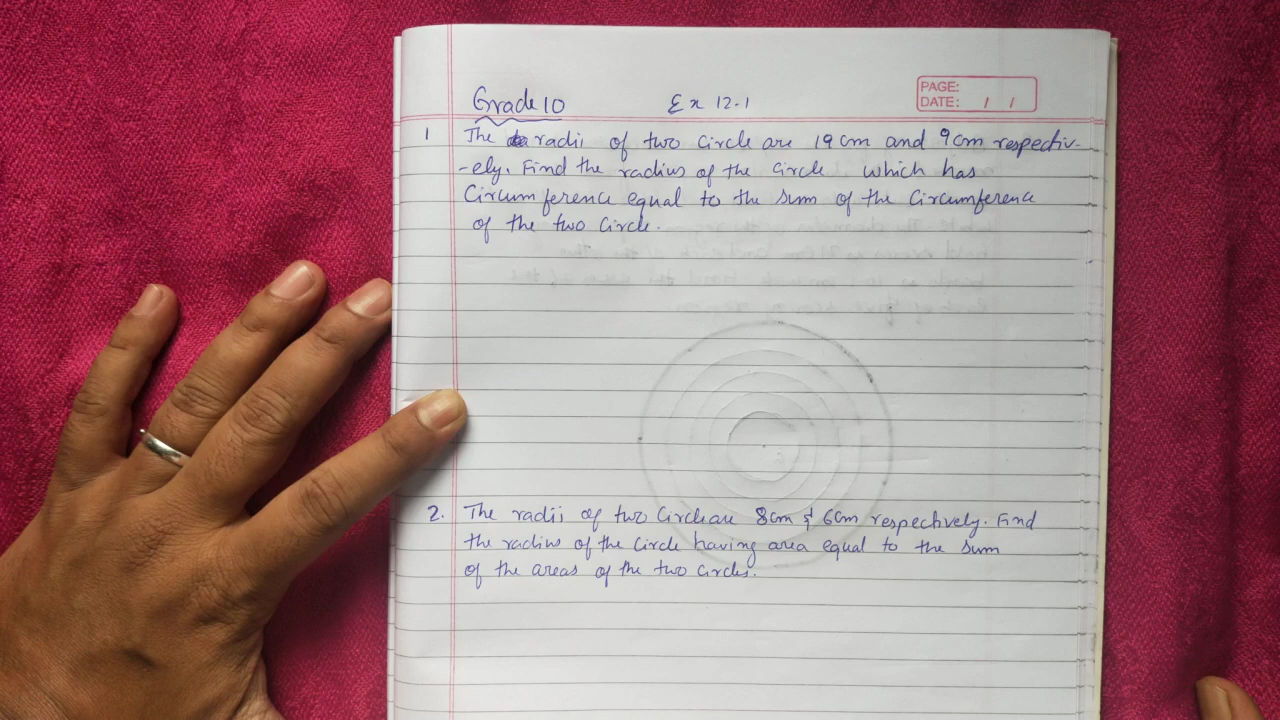 Grade 10 Ex 12.1
PAGE:
DATE: / /
1 The radii of two Circle are 19 cm and 9cm respectiv-
-ely. Find the radius of the circle which has
Circumference equal to the sum of the Circumference
of the two Circle.
2. The radii of two Circle are 8cm & 6cm respectively. Find
the radius of the Circle having area equal to the sum
of the areas of the two Circles.